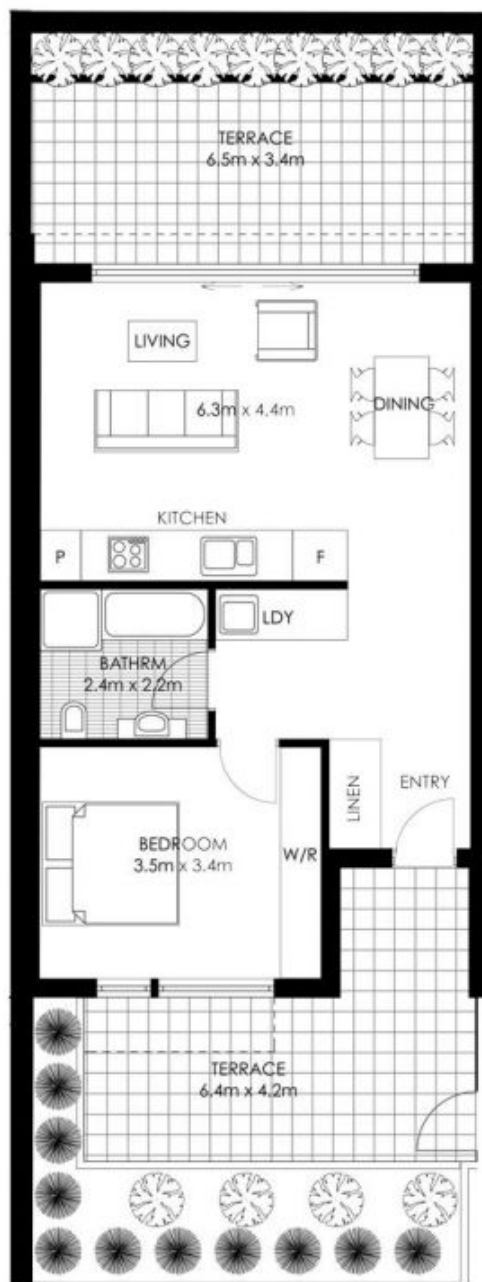 TERRACE
6.5m x 3.4m
LIVING
6.3m x 4.4m
DINING
KITCHEN
P
F
LDY
BATHRM
2.4m x 2.2m
LINEN
ENTRY
BEDROOM
3.5m x 3.4m
W/R
TERRACE
6.4m x 4.2m